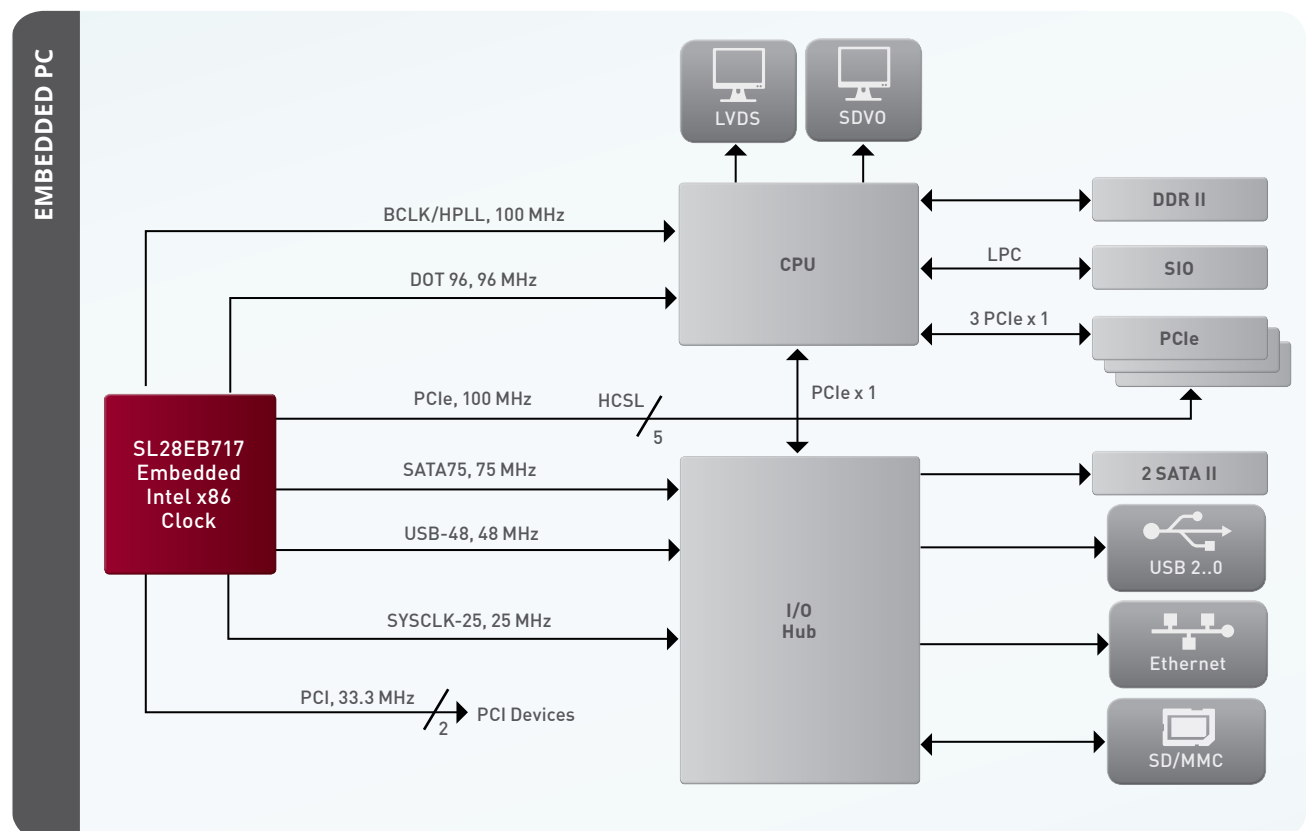 EMBEDDED PC
LVDS
SDVO
BCLK/HPLL, 100 MHz
DOT 96, 96 MHz
CPU
DDR II
LPC
SIO
3 PCIe x 1
PCIe
PCIe, 100 MHz
HCSL
5
PCIe x 1
SL28EB717
Embedded
Intel x86
Clock
SATA75, 75 MHz
USB-48, 48 MHz
SYSCLK-25, 25 MHz
PCI, 33.3 MHz
2
PCI Devices
I/O
Hub
2 SATA II
USB 2..0
Ethernet
SD/MMC